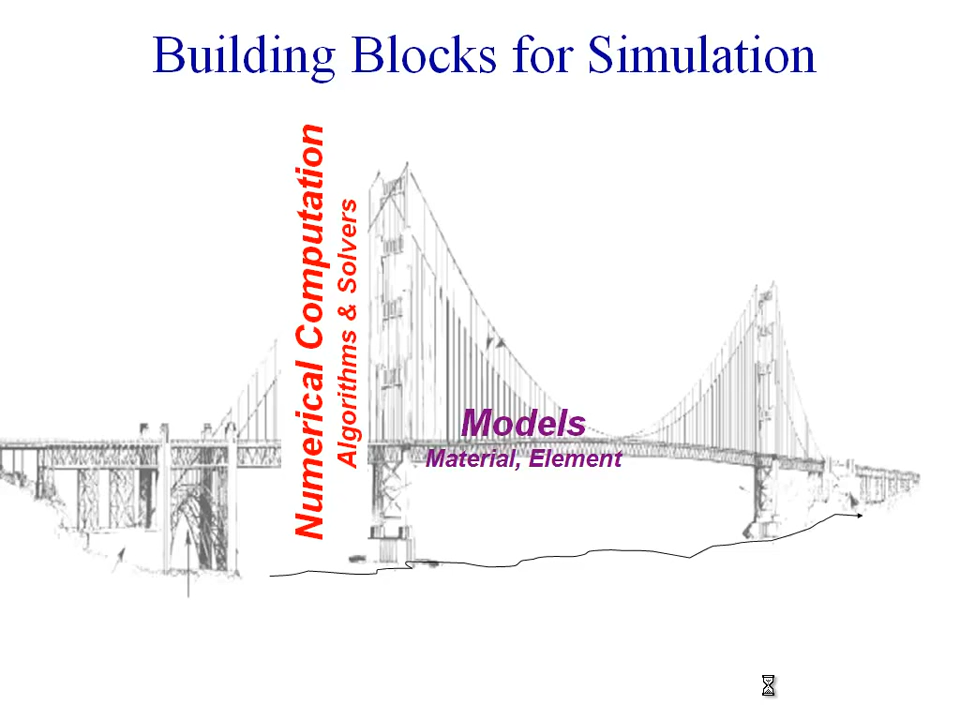 Building Blocks for Simulation
Numerical Computation
Algorithms & Solvers
Models
Material, Element